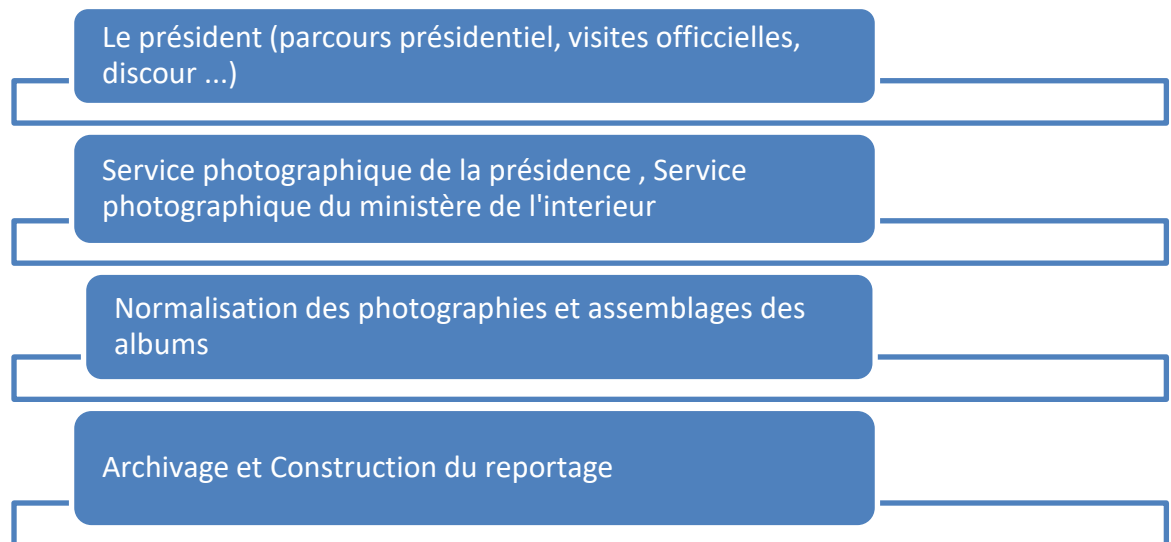 Le président (parcours présidentiel, visites officcielles,
discour ...)
Service photographique de la présidence , Service
photographique du ministère de l'interieur
Normalisation des photographies et assemblages des
albums
Archivage et Construction du reportage